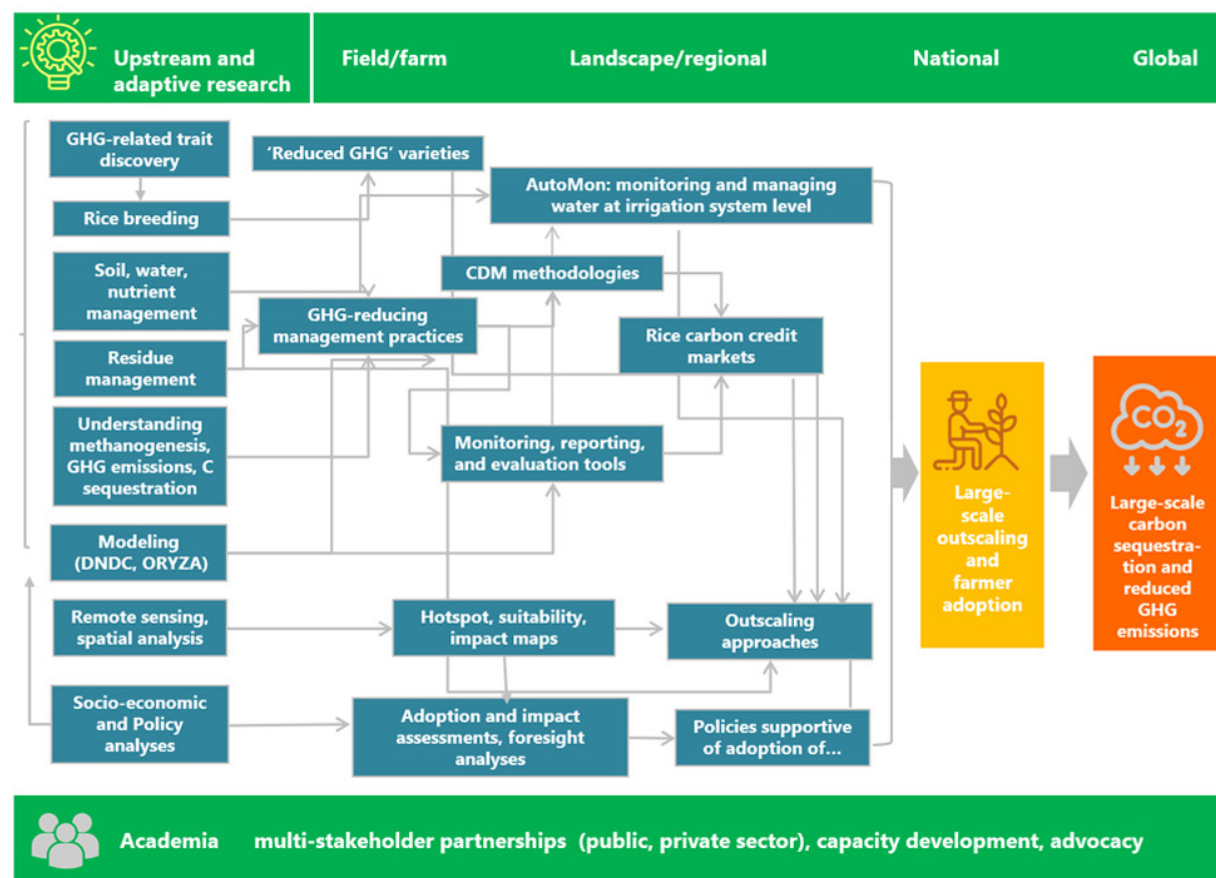 Upstream and
adaptive research
Field/farm
Landscape/regional
National
Global
GHG-related trait
discovery
‘Reduced GHG’ varieties
AutoMon: monitoring and managing
water at irrigation system level
Rice breeding
Soil, water,
nutrient
management
CDM methodologies
GHG-reducing
management practices
Rice carbon credit
markets
Residue
management
Understanding
methanogenesis,
GHG emissions, C
sequestration
Monitoring, reporting,
and evaluation tools
Modeling
(DNDC, ORYZA)
Remote sensing,
spatial analysis
Hotspot, suitability,
impact maps
Outscaling
approaches
Socio-economic
and Policy
analyses
Adoption and impact
assessments, foresight
analyses
Policies supportive
of adoption of...
Large-
scale
outscaling
and
farmer
adoption
CO2
Large-scale
carbon
sequestra-
tion and
reduced
GHG
emissions
Academia
multi-stakeholder partnerships (public, private sector), capacity development, advocacy